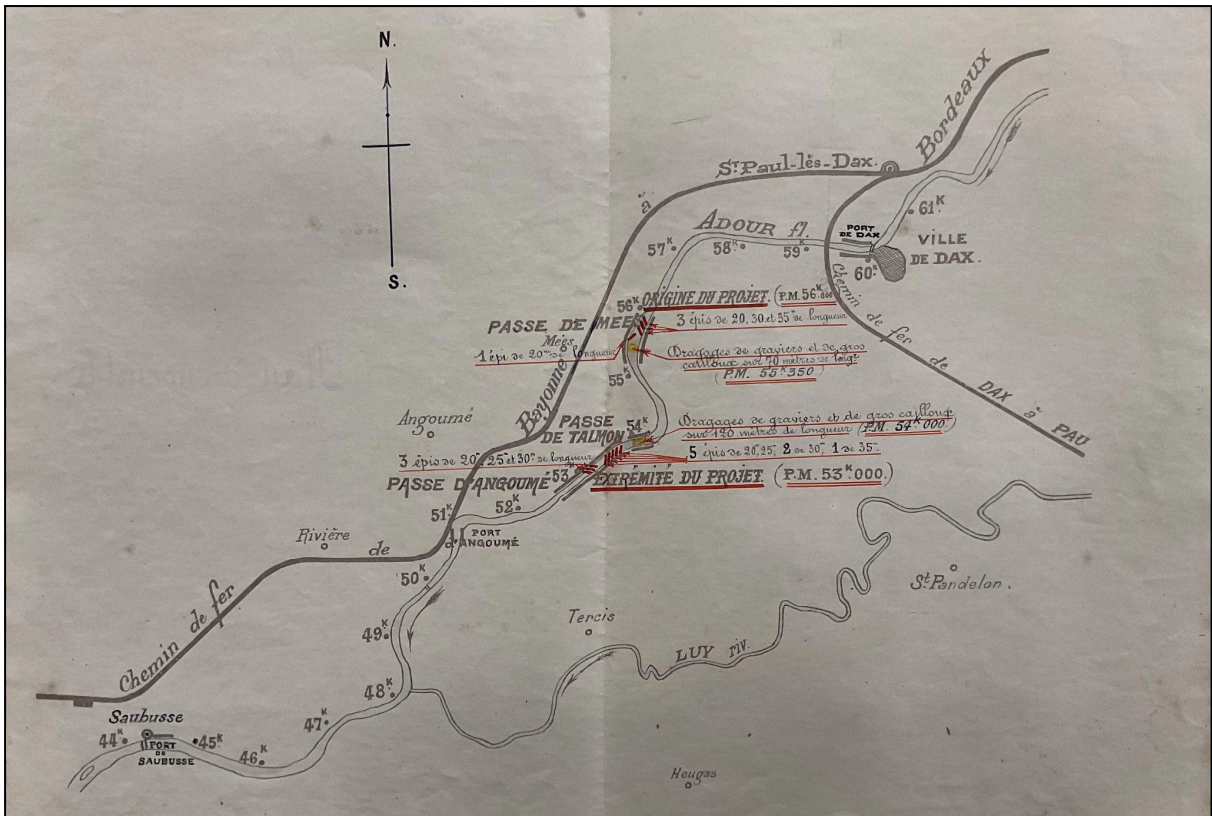 N.
S.
Bordeaux
St Paul-lès-Dax.
à
ADOUR fl.
61K
PORT
DE DAX
VILLE
DE DAX.
57K
58K
59K
60K
Chemin de fer de DAX à PAU
56K
ORIGINE DU PROJET. (P.M. 56K.000)
PASSE DE MEES
3 épis de 20, 30 et 35m de longueur
Mées
1 épi de 20m de longueur
Dragages de graviers et de gros
cailloux sur 70 mètres de longr
(P.M. 55K.350)
55K
Bayonne
Angoumé
54K
PASSE
DE TALMON
Dragages de graviers et de gros cailloux
sur 120 mètres de longueur (P.M. 54K.000)
5 épis de 20, 25, 2 de 30, 1 de 35m
3 épis de 20, 25 et 30m de longueur
PASSE D'ANGOUMÉ
53K
EXTRÉMITÉ DU PROJET. (P.M. 53K.000.)
52K
51K
PORT
D'ANGOUMÉ
Rivière
de
50K
St Pandelon.
Tercis
49K
LUY riv.
Chemin de fer
48K
47K
Saubusse
44K
45K
PORT
DE
SAUBUSSE
46K
Heugas